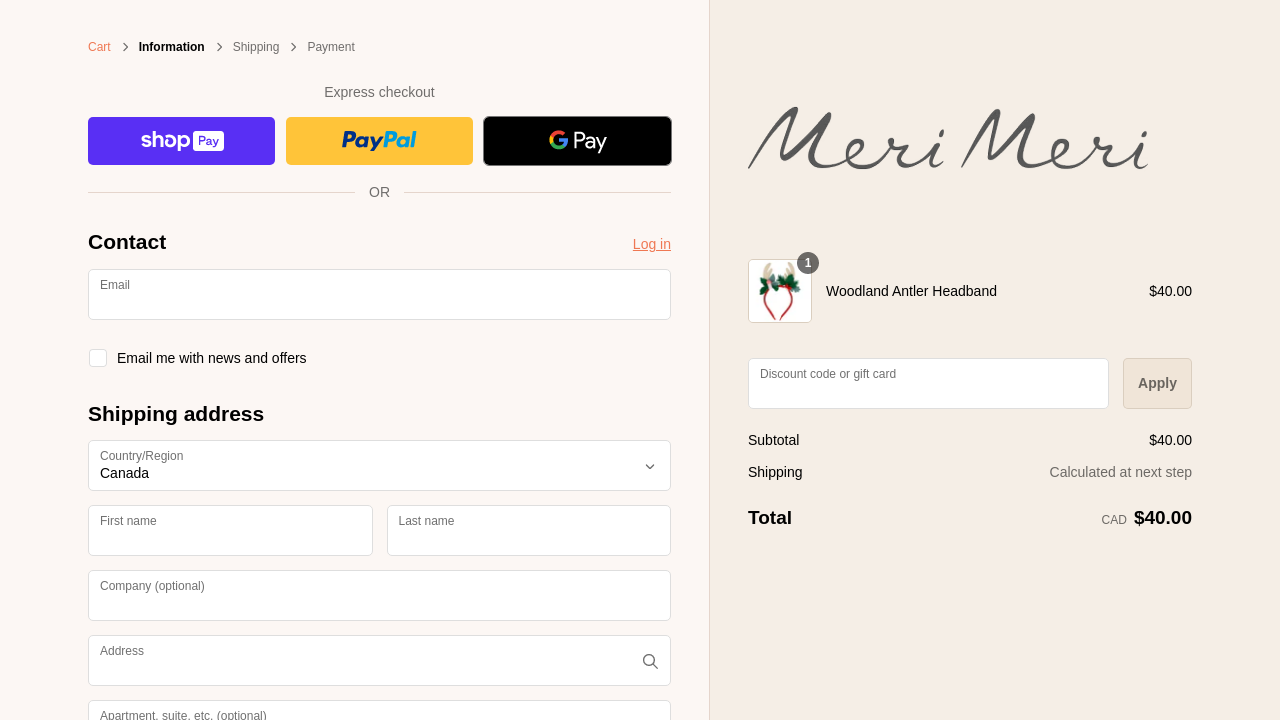 Cart
Information
Shipping
Payment
Express checkout
shop Pay
PayPal
G Pay
OR
Contact
Log in
Email
Email me with news and offers
Shipping address
Country/Region
Canada
First name
Last name
Company (optional)
Address
Apartment, suite, etc. (optional)
Meri Meri
1
Woodland Antler Headband
$40.00
Discount code or gift card
Apply
Subtotal
$40.00
Shipping
Calculated at next step
Total
CAD $40.00